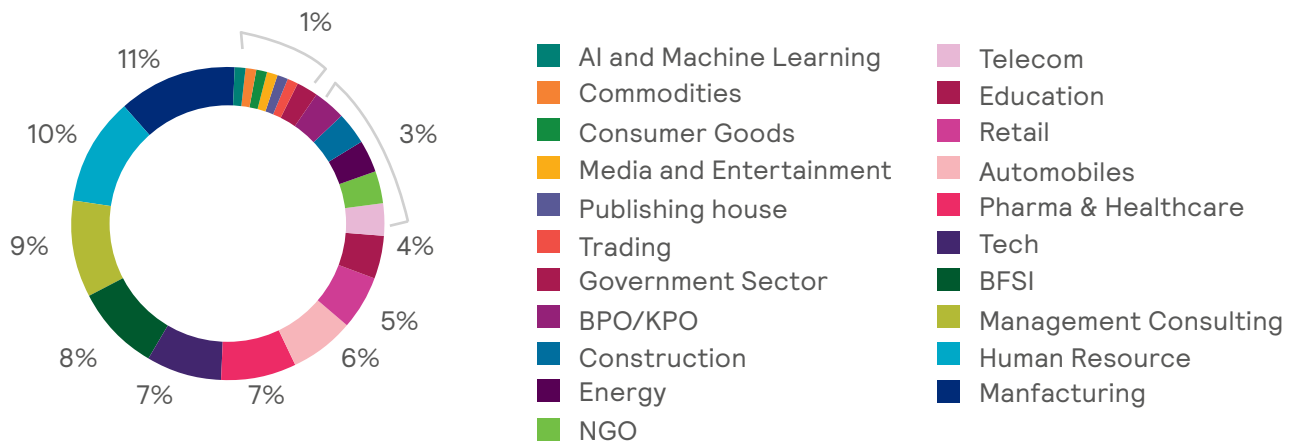 1%
11%
10%
3%
9%
4%
5%
8%
6%
7%
7%
AI and Machine Learning
Commodities
Consumer Goods
Media and Entertainment
Publishing house
Trading
Government Sector
BPO/KPO
Construction
Energy
NGO
Telecom
Education
Retail
Automobiles
Pharma & Healthcare
Tech
BFSI
Management Consulting
Human Resource
Manfacturing